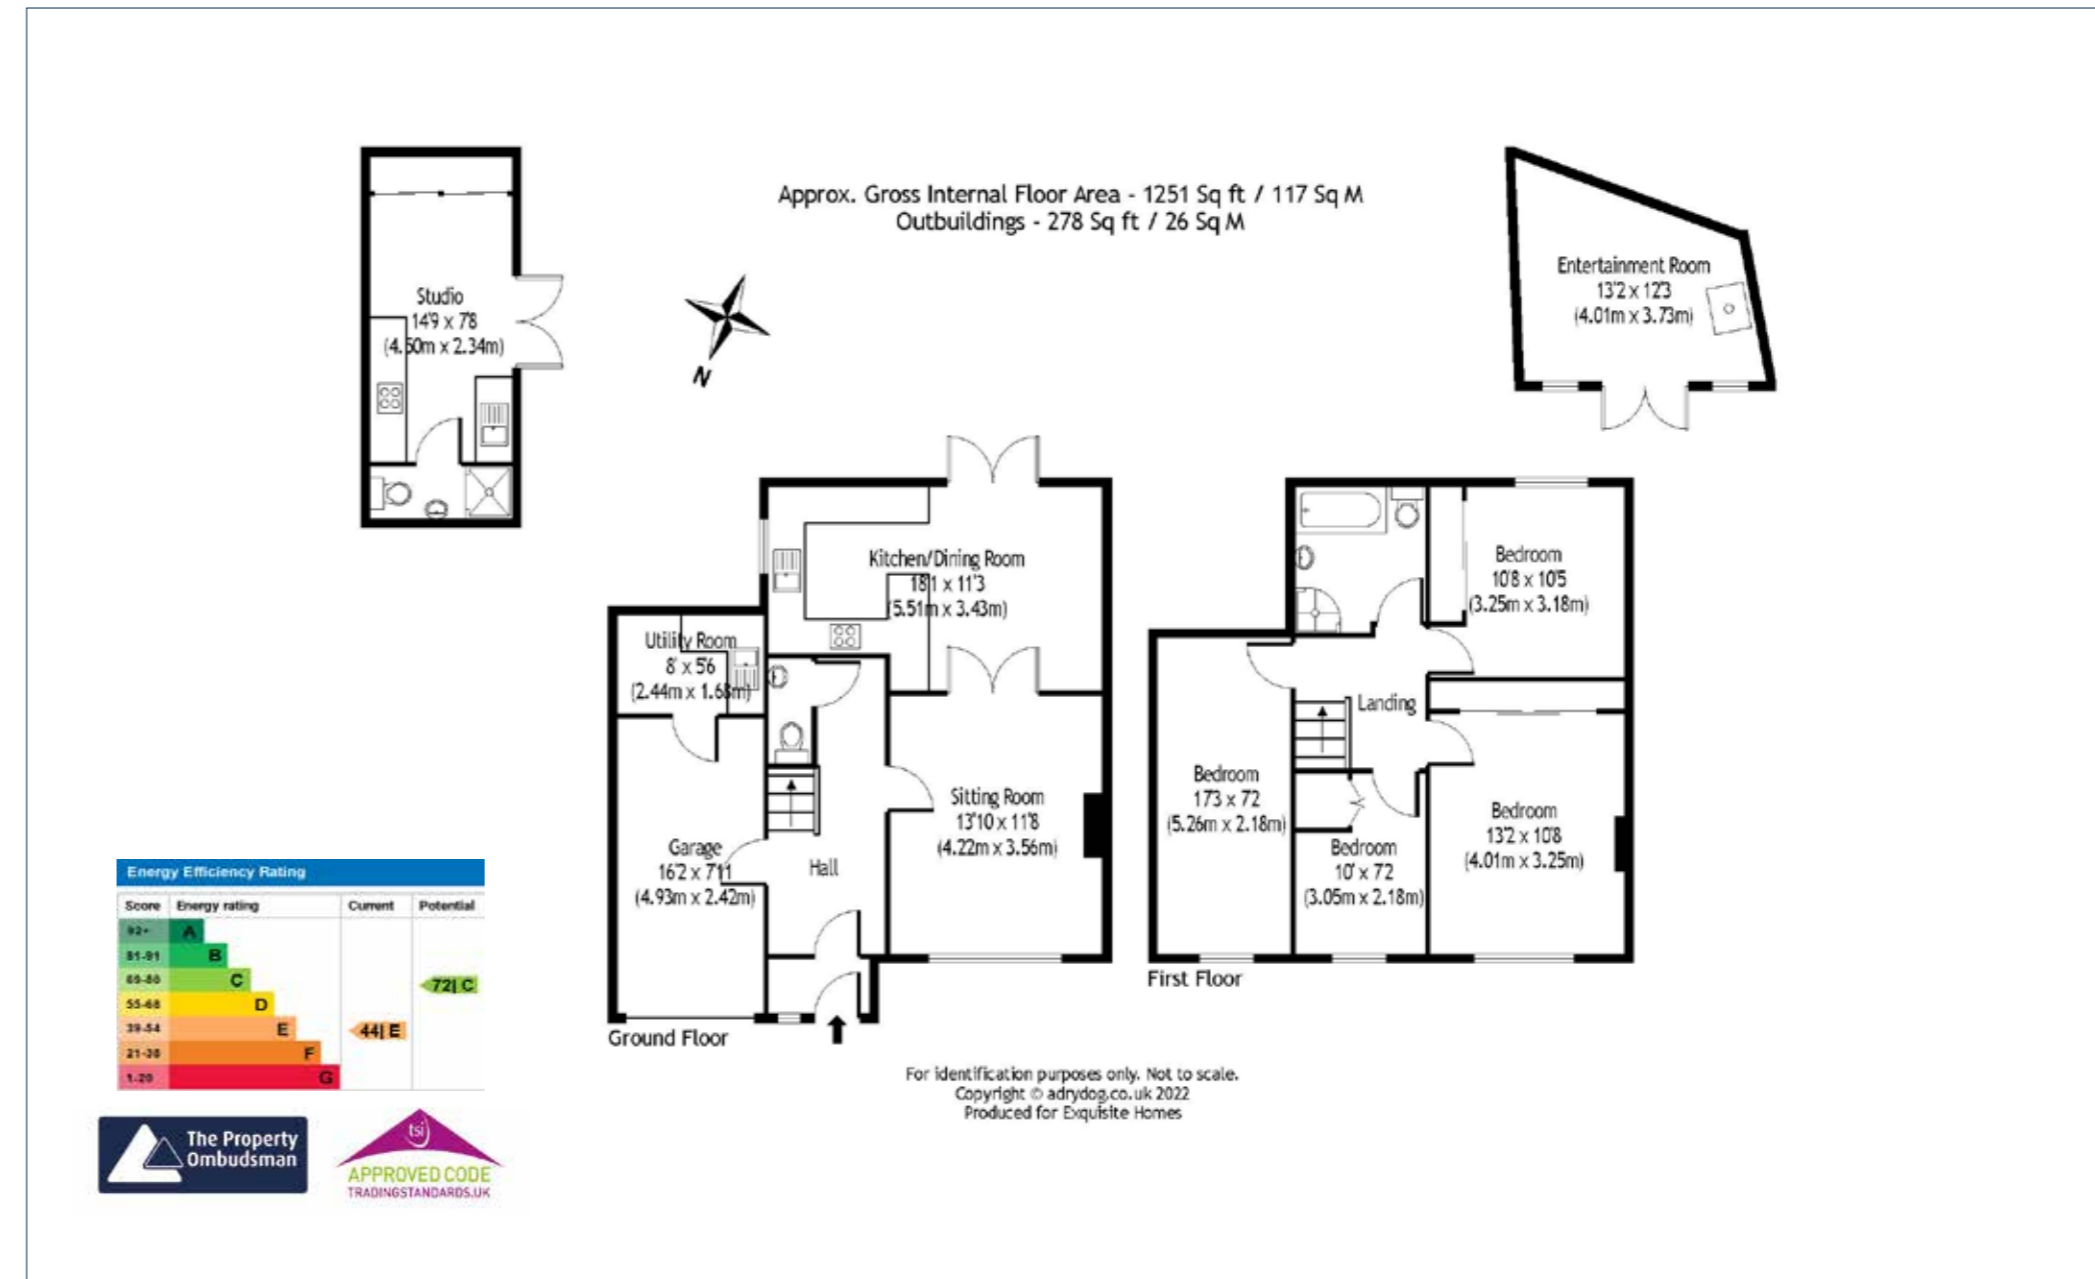 Approx. Gross Internal Floor Area - 1251 Sq ft / 117 Sq M
Outbuildings - 278 Sq ft / 26 Sq M
Studio
14'9 x 7'8
(4.50m x 2.34m)
Entertainment Room
13'2 x 12'3
(4.01m x 3.73m)
N
Kitchen/Dining Room
18'1 x 11'3
(5.51m x 3.43m)
Utility Room
8' x 5'6
(2.44m x 1.68m)
Garage
16'2 x 7'11
(4.93m x 2.42m)
Hall
Sitting Room
13'10 x 11'8
(4.22m x 3.56m)
Ground Floor
Bedroom
10'8 x 10'5
(3.25m x 3.18m)
Landing
Bedroom
17'3 x 7'2
(5.26m x 2.18m)
Bedroom
10' x 7'2
(3.05m x 2.18m)
Bedroom
13'2 x 10'8
(4.01m x 3.25m)
First Floor
Energy Efficiency Rating
Score Energy rating Current Potential
92+ A
81-91 B
69-80 C 72| C
55-68 D
39-54 E 44| E
21-38 F
1-20 G
For identification purposes only. Not to scale.
Copyright © adrydog.co.uk 2022
Produced for Exquisite Homes
The Property
Ombudsman
tsi
APPROVED CODE
TRADINGSTANDARDS.UK